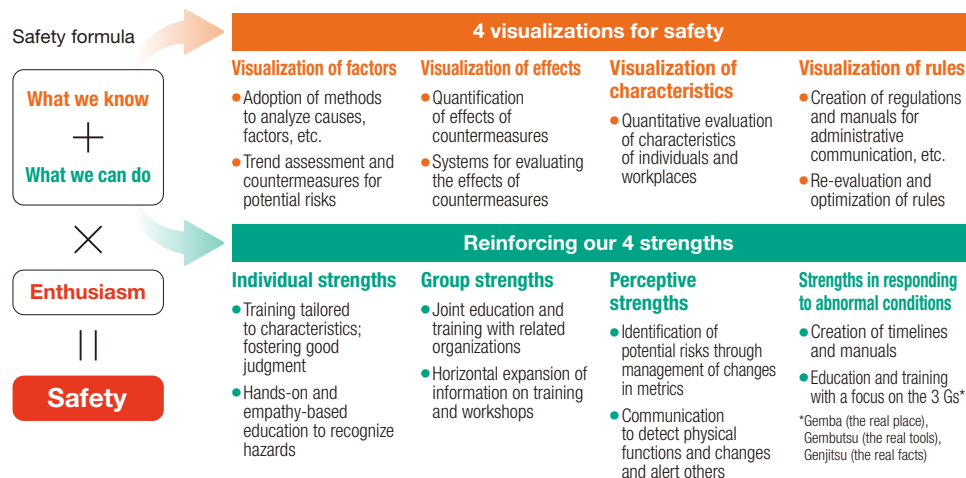 Safety formula
What we know
+
What we can do
×
Enthusiasm
||
Safety
4 visualizations for safety
Visualization of factors
●Adoption of methods
to analyze causes,
factors, etc.
●Trend assessment and
countermeasures for
potential risks
Visualization of effects
●Quantification
of effects of
countermeasures
●Systems for evaluating
the effects of
countermeasures
Visualization of
characteristics
●Quantitative evaluation
of characteristics
of individuals and
workplaces
Visualization of rules
●Creation of regulations
and manuals for
administrative
communication, etc.
●Re-evaluation and
optimization of rules
Reinforcing our 4 strengths
Individual strengths
●Training tailored
to characteristics;
fostering good
judgment
●Hands-on and
empathy-based
education to recognize
hazards
Group strengths
●Joint education and
training with related
organizations
●Horizontal expansion of
information on training
and workshops
Perceptive
strengths
●Identification of
potential risks through
management of changes
in metrics
●Communication
to detect physical
functions and changes
and alert others
Strengths in responding
to abnormal conditions
●Creation of timelines
and manuals
●Education and training
with a focus on the 3 Gs*
*Gemba (the real place),
Gembutsu (the real tools),
Genjitsu (the real facts)